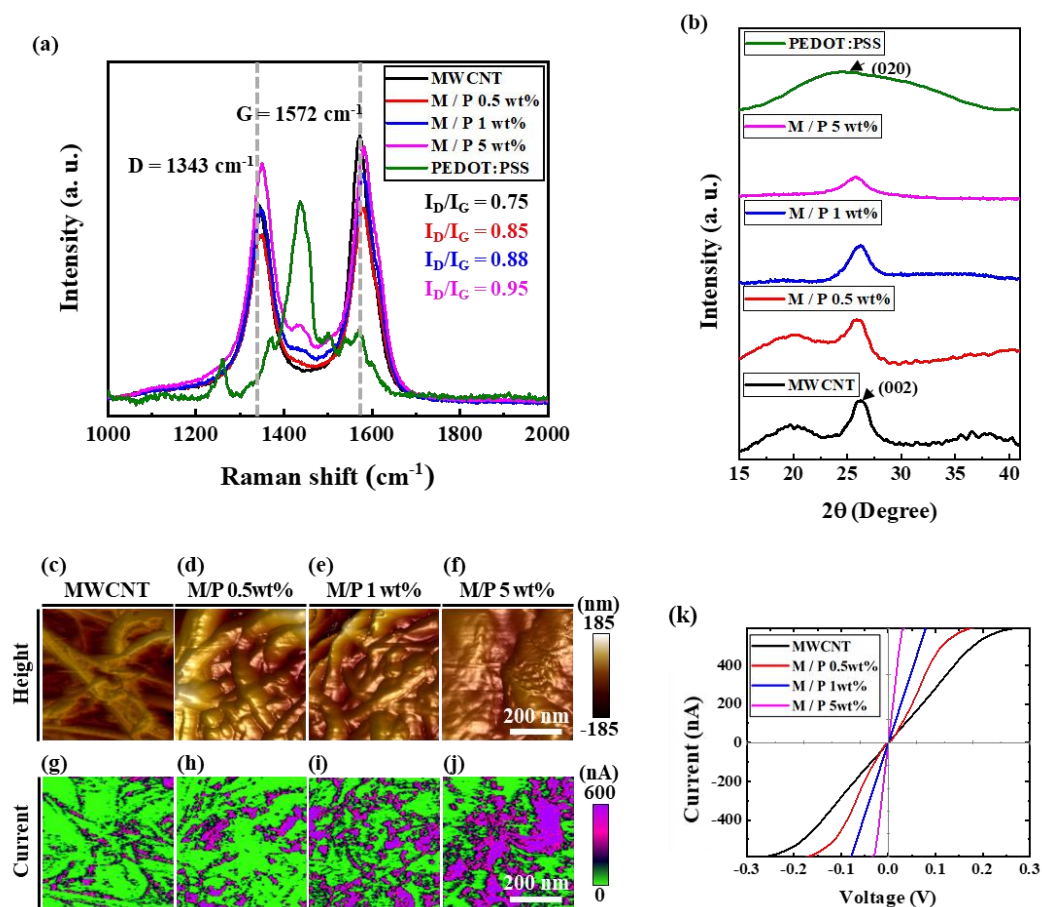 (a)
G = 1572 cm⁻¹
D = 1343 cm⁻¹
MWCNT
M / P 0.5 wt%
M / P 1 wt%
M / P 5 wt%
PEDOT:PSS
I_D/I_G = 0.75
I_D/I_G = 0.85
I_D/I_G = 0.88
I_D/I_G = 0.95
Intensity (a. u.)
1000 1200 1400 1600 1800 2000
Raman shift (cm⁻¹)
(b)
PEDOT:PSS
(020)
M / P 5 wt%
M / P 1 wt%
M / P 0.5 wt%
MWCNT
(002)
Intensity (a. u.)
15 20 25 30 35 40
2θ (Degree)
(c) (d) (e) (f)
MWCNT M/P 0.5wt% M/P 1 wt% M/P 5 wt%
(nm)
185
-185
Height
200 nm
(g) (h) (i) (j)
(nA)
600
0
Current
200 nm
(k)
MWCNT
M / P 0.5wt%
M / P 1wt%
M / P 5wt%
Current (nA)
400
200
0
-200
-400
-0.3 -0.2 -0.1 0.0 0.1 0.2 0.3
Voltage (V)